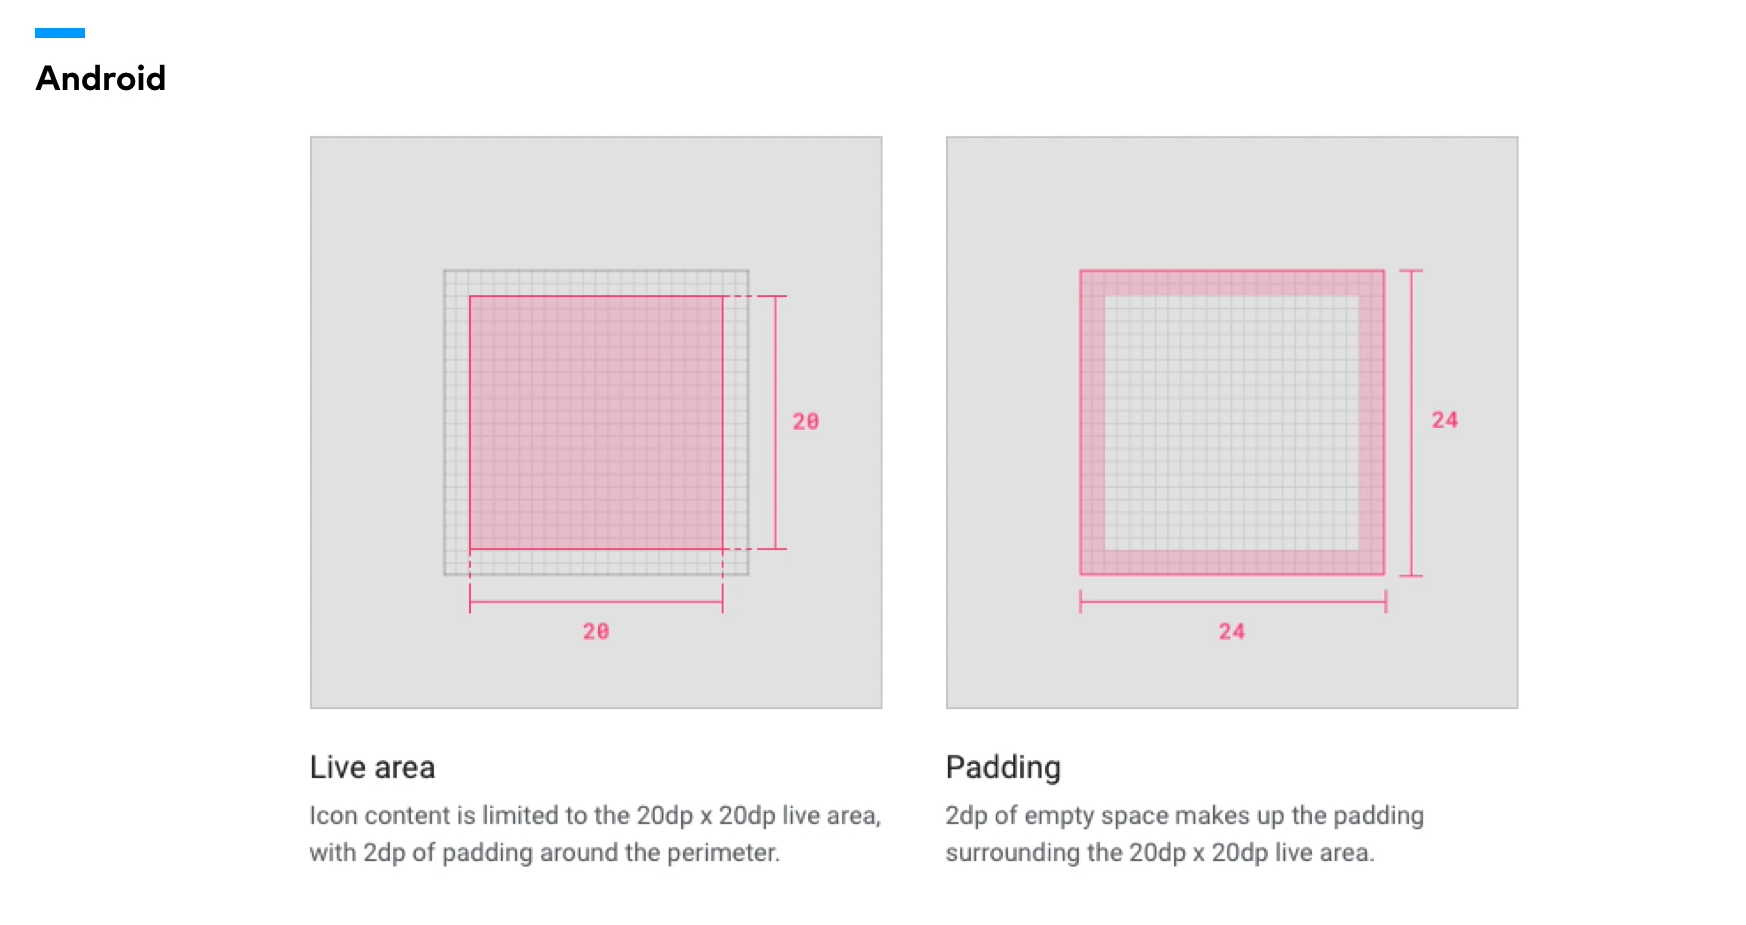 Android
20
20
24
24
Live area
Icon content is limited to the 20dp x 20dp live area,
with 2dp of padding around the perimeter.
Padding
2dp of empty space makes up the padding
surrounding the 20dp x 20dp live area.